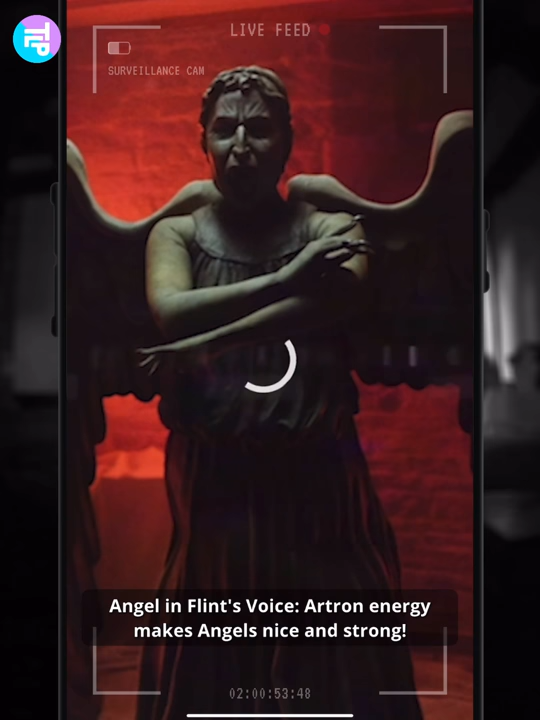 LIVE FEED
SURVEILLANCE CAM
Angel in Flint's Voice: Artron energy
makes Angels nice and strong!
02:00:53:48